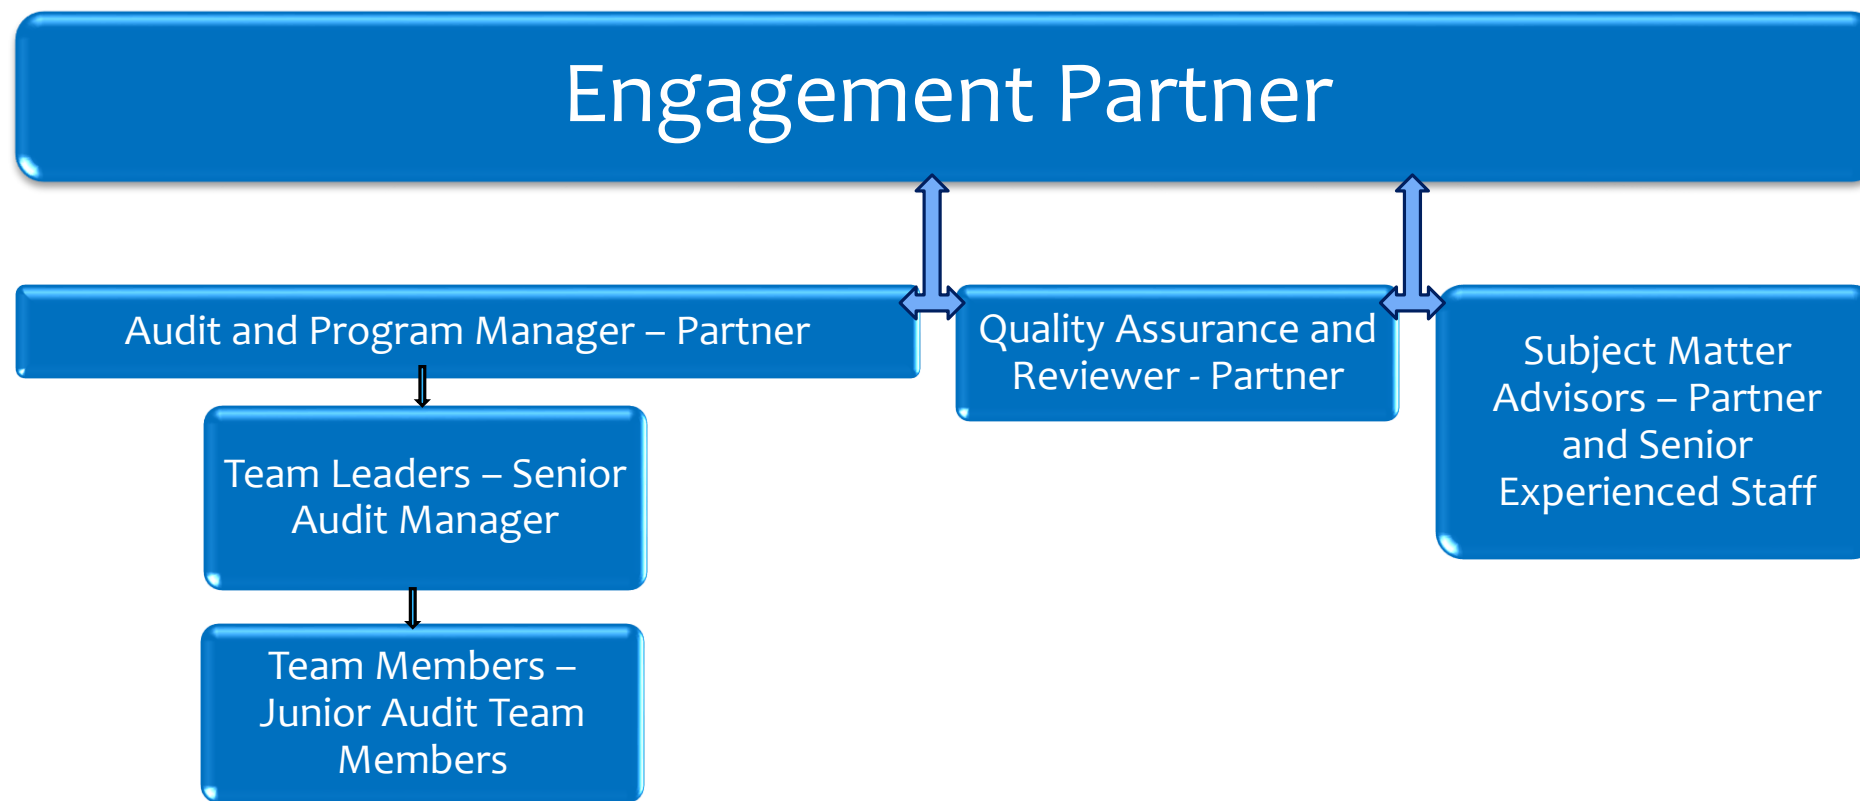 Engagement Partner
Audit and Program Manager – Partner
Quality Assurance and
Reviewer - Partner
Subject Matter
Advisors – Partner
and Senior
Experienced Staff
Team Leaders – Senior
Audit Manager
Team Members –
Junior Audit Team
Members